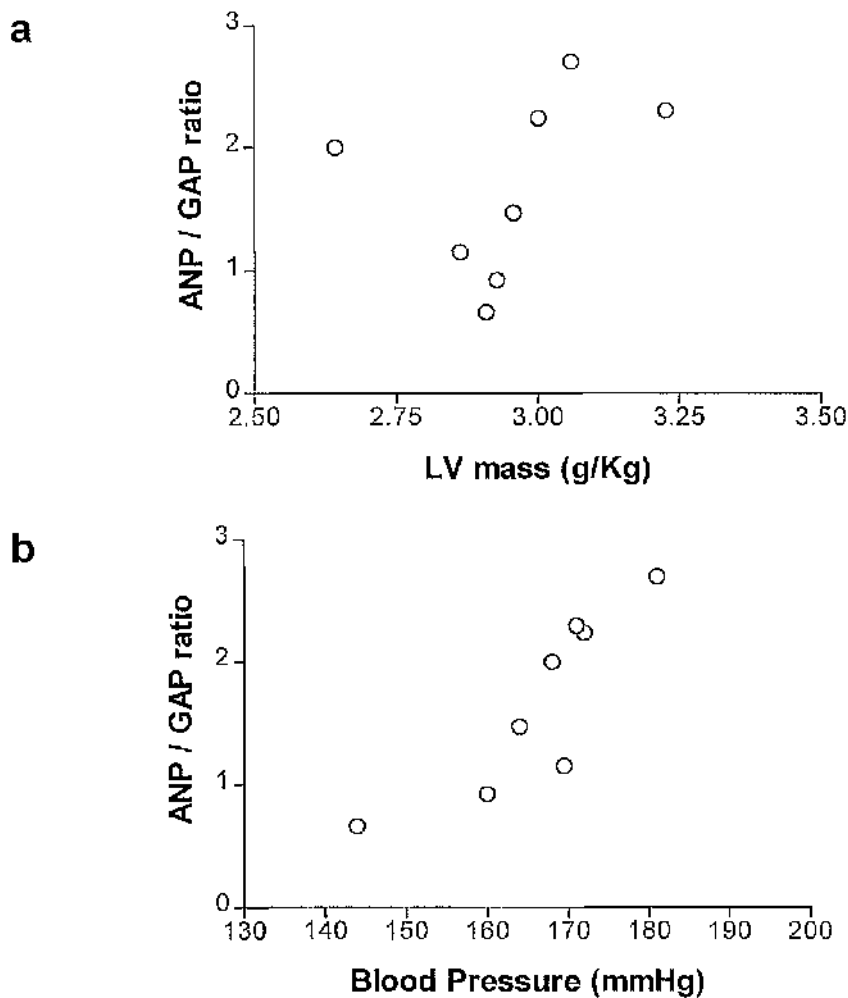 a
3
2
1
0
ANP / GAP ratio
2.50 2.75 3.00 3.25 3.50
LV mass (g/Kg)
b
3
2
1
0
ANP / GAP ratio
130 140 150 160 170 180 190 200
Blood Pressure (mmHg)